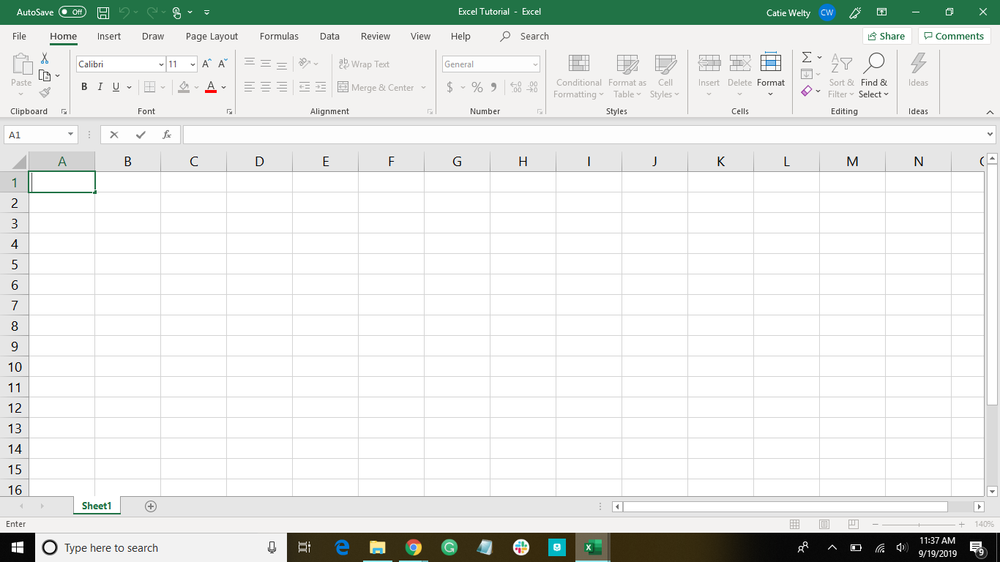 AutoSave Off
Excel Tutorial - Excel
Catie Welty CW
File Home Insert Draw Page Layout Formulas Data Review View Help Search Share Comments
Paste
Clipboard
Calibri 11 A A
B I U A
Font
ab Wrap Text
Merge & Center
Alignment
General
$ % 9 .00 .00
Number
Conditional Formatting
Format as Table
Cell Styles
Styles
Insert Delete Format
Cells
Σ
Sort & Filter
Find & Select
Editing
Ideas
Ideas
A1 fx
A B C D E F G H I J K L M N
1
2
3
4
5
6
7
8
9
10
11
12
13
14
15
16
Sheet1
Enter 140%
Type here to search
11:37 AM
9/19/2019
9